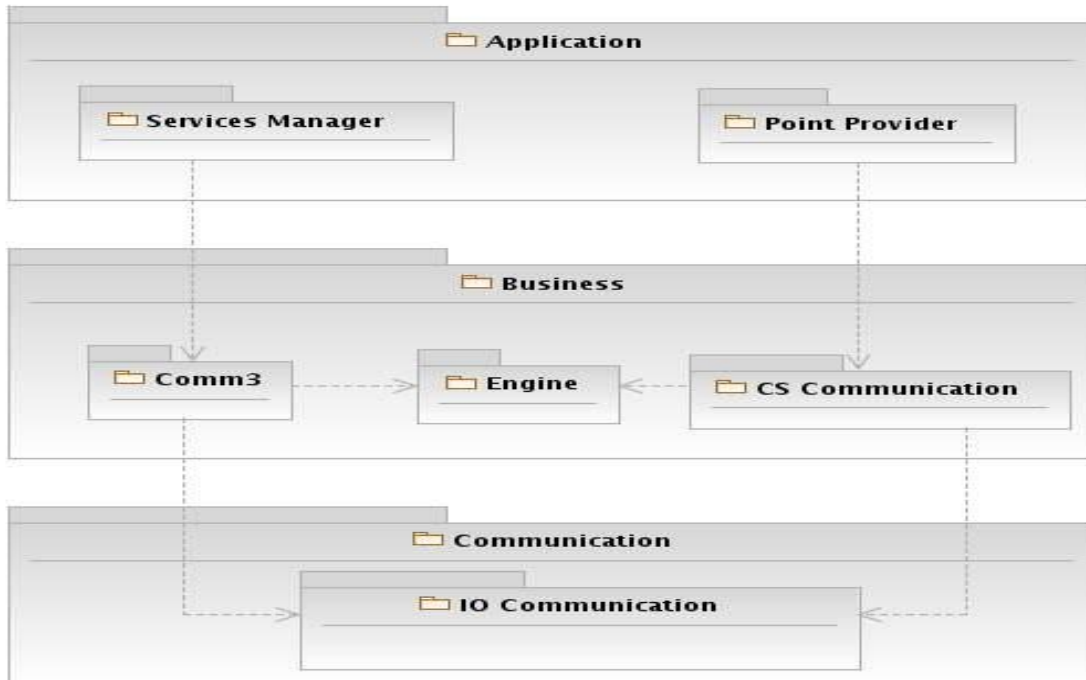 Application
Services Manager
Point Provider
Business
Comm3
Engine
CS Communication
Communication
IO Communication